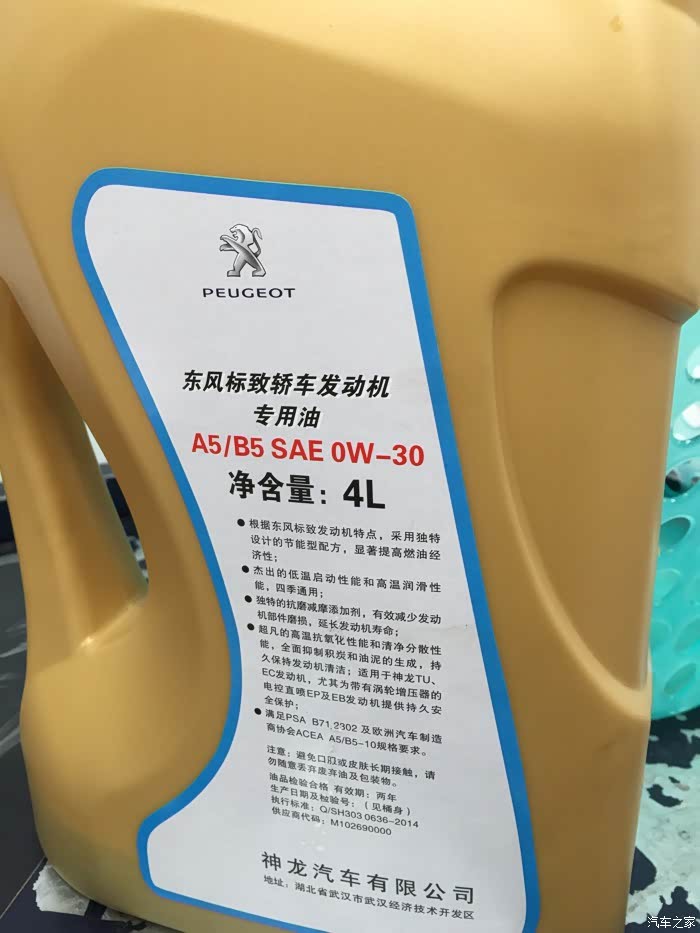 PEUGEOT
东风标致轿车发动机
专用油
A5/B5 SAE 0W-30
净含量：4L
●根据东风标致发动机特点，采用独特
设计的节能型配方，显著提高燃油经
济性；
●杰出的低温启动性能和高温润滑性
能，四季通用；
●独特的抗磨减摩添加剂，有效减少发动
机部件磨损，延长发动机寿命；
●超凡的高温抗氧化性能和清净分散性
能，全面抑制积炭和油泥的生成，持
久保持发动机清洁；适用于神龙TU、
EC发动机，尤其为带有涡轮增压器的
电控直喷EP及EB发动机提供持久安
全保护；
●满足PSA B71 2302 及欧洲汽车制造
商协会ACEA A5/B5-10规格要求。
注意：避免口服或皮肤长期接触，请
勿随意丢弃废弃油及包装物。
油品检验合格 有效期：两年
生产日期及检验号：（见桶身）
执行标准：Q/SH303 0636-2014
供应商代码：M102690000
神龙汽车有限公司
地址：湖北省武汉市武汉经济技术开发区
汽车之家